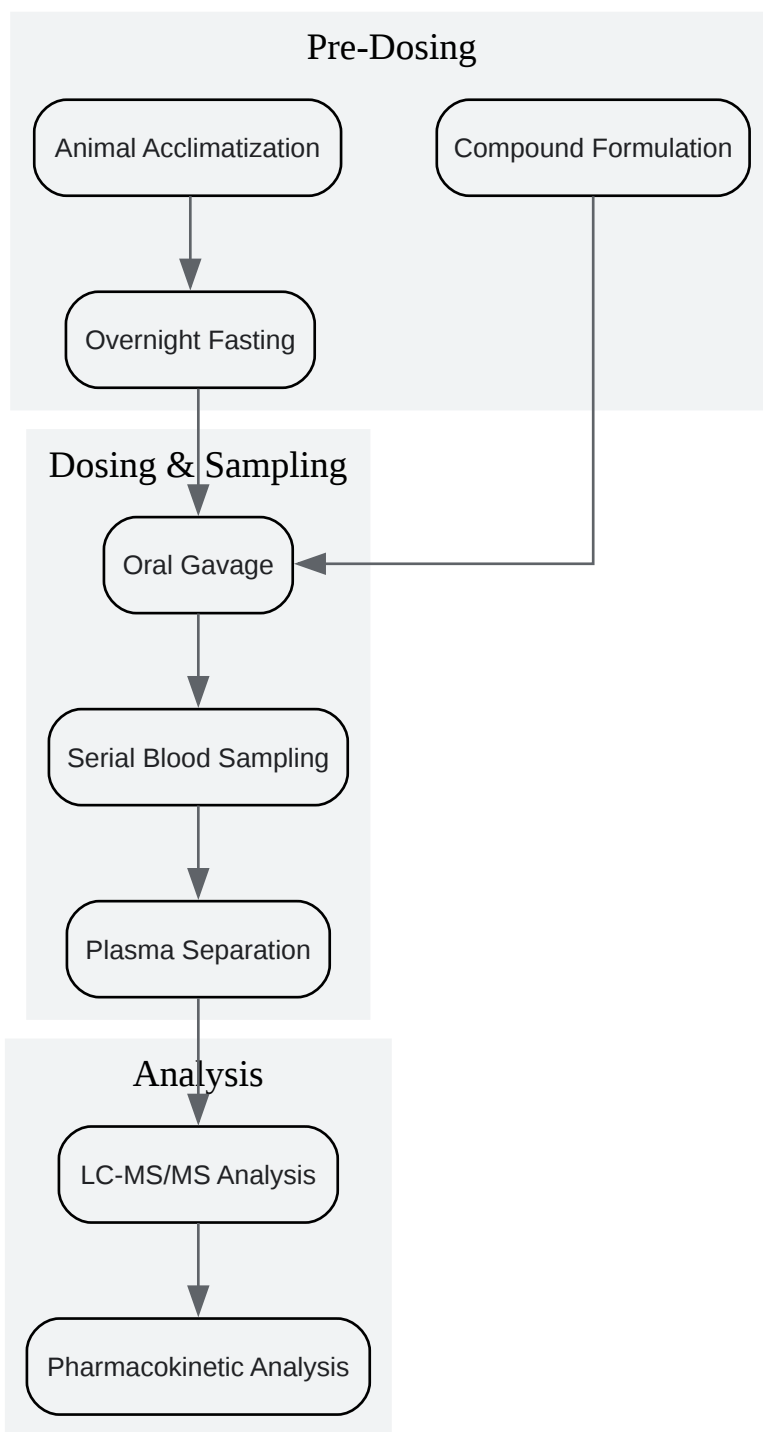 Pre-Dosing
Animal Acclimatization
Compound Formulation
Overnight Fasting
Dosing & Sampling
Oral Gavage
Serial Blood Sampling
Plasma Separation
Analysis
LC-MS/MS Analysis
Pharmacokinetic Analysis